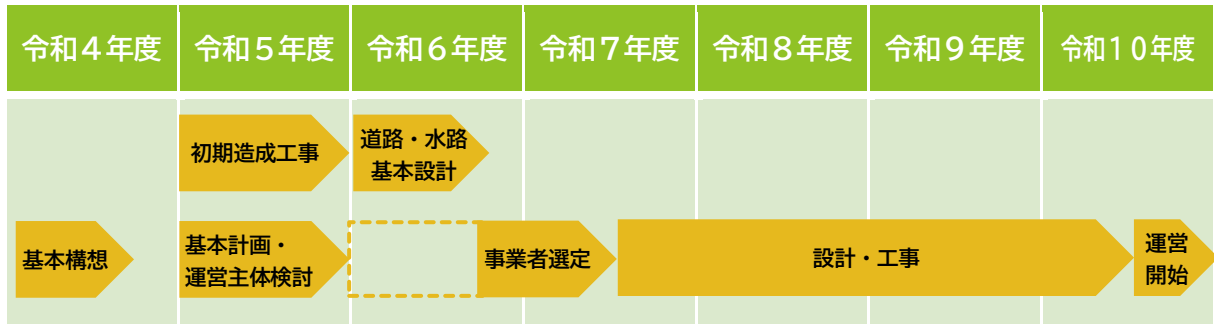 令和４年度
令和５年度
令和６年度
令和７年度
令和８年度
令和９年度
令和１０年度
初期造成工事
道路・水路
基本設計
基本構想
基本計画・
運営主体検討
事業者選定
設計・工事
運営
開始